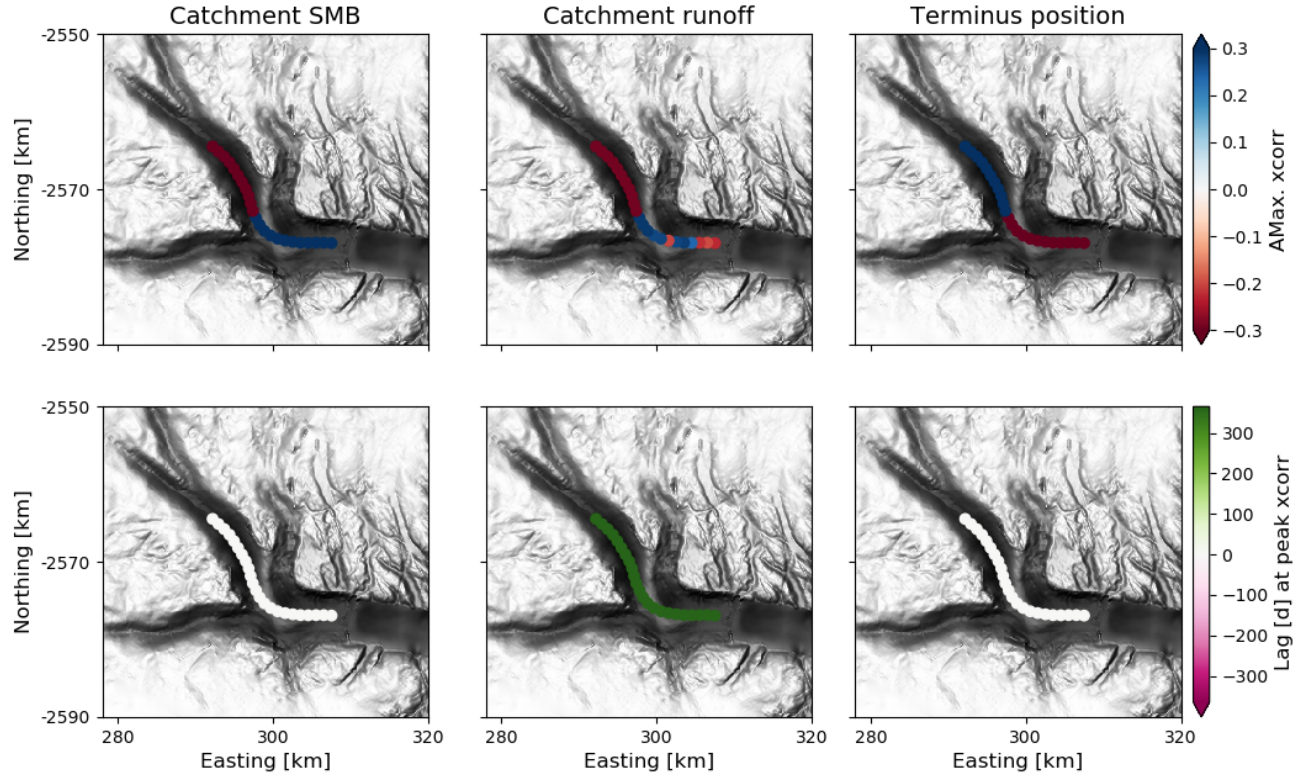 Catchment SMB
Catchment runoff
Terminus position
-2550
-2570
-2590
Northing [km]
280
300
320
0.3
0.2
0.1
0.0
−0.1
−0.2
−0.3
AMax. xcorr
-2550
-2570
-2590
Northing [km]
280 300 320
280 300 320
280 300 320
Easting [km]
Easting [km]
Easting [km]
300
200
100
0
−100
−200
−300
Lag [d] at peak xcorr